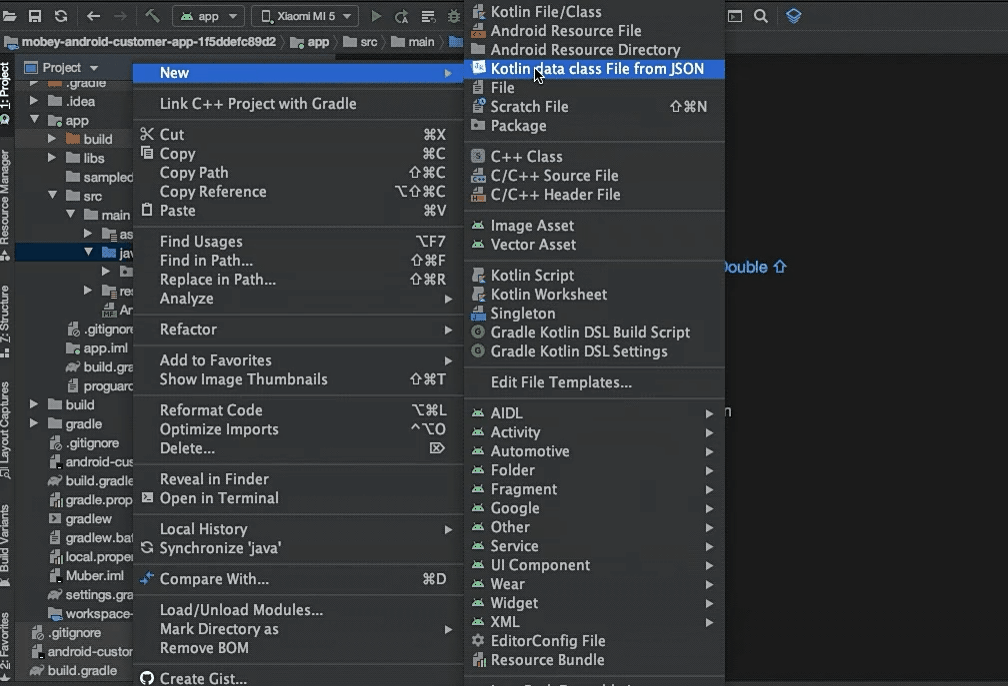 app
Xiaomi MI 5
mobey-android-customer-app-1f5ddefc89d2
app
src
main
1: Project
Resource Manager
7: Structure
Layout Captures
Build Variants
2: Favorites
Project
.gradle
.idea
app
build
libs
sampled
src
main
as
jav
res
An
.gitignore
app.iml
build.gra
proguard
build
gradle
.gitignore
android-cus
build.gradle
gradle.prop
gradlew
gradlew.bat
local.proper
Muber.iml
settings.gra
workspace-
.gitignore
android-custor
build.gradle
New
Link C++ Project with Gradle
Cut ⌘X
Copy ⌘C
Copy Path ⇧⌘C
Copy Reference ⌥⇧⌘C
Paste ⌘V
Find Usages ⌥F7
Find in Path... ⇧⌘F
Replace in Path... ⇧⌘R
Analyze
Refactor
Add to Favorites
Show Image Thumbnails ⇧⌘T
Reformat Code ⌥⌘L
Optimize Imports ^⌥O
Delete... ⌦
Reveal in Finder
Open in Terminal
Local History
Synchronize 'java'
Compare With... ⌘D
Load/Unload Modules...
Mark Directory as
Remove BOM
Create Gist...
Kotlin File/Class
Android Resource File
Android Resource Directory
Kotlin data class File from JSON
File
Scratch File ⇧⌘N
Package
C++ Class
C/C++ Source File
C/C++ Header File
Image Asset
Vector Asset
Kotlin Script
Kotlin Worksheet
Singleton
Gradle Kotlin DSL Build Script
Gradle Kotlin DSL Settings
Edit File Templates...
AIDL
Activity
Automotive
Folder
Fragment
Google
Other
Service
UI Component
Wear
Widget
XML
EditorConfig File
Resource Bundle
Double ⇧
n